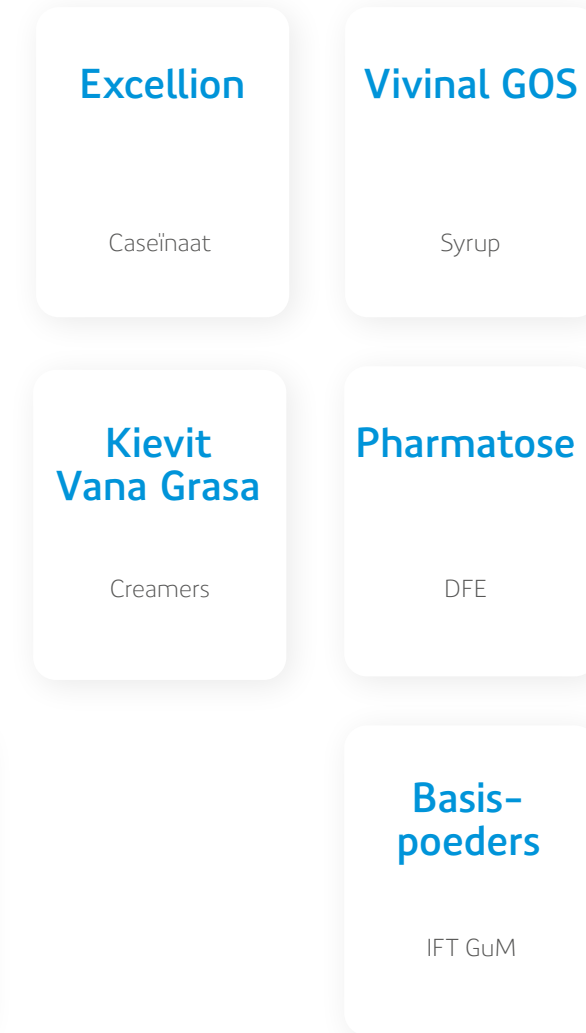 Excellion
Caseïnaat
Vivinal GOS
Syrup
Kievit
Vana Grasa
Creamers
Pharmatose
DFE
Basis-
poeders
IFT GuM